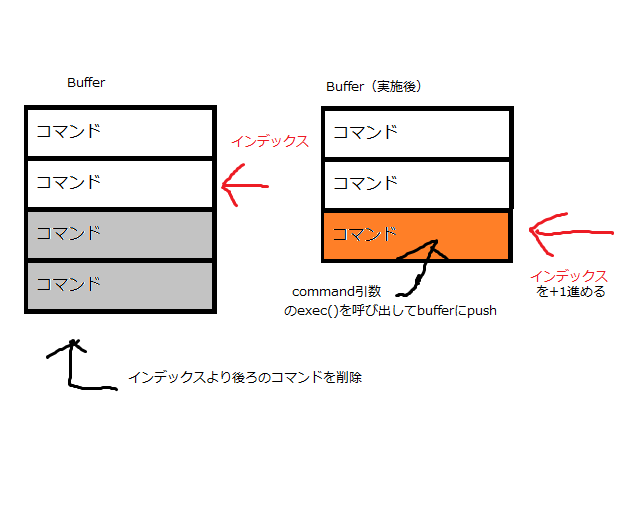 Buffer
コマンド
コマンド
コマンド
コマンド
インデックス
インデックスより後ろのコマンドを削除
Buffer（実施後）
コマンド
コマンド
コマンド
インデックス
を+1進める
command引数
のexec()を呼び出してbufferにpush